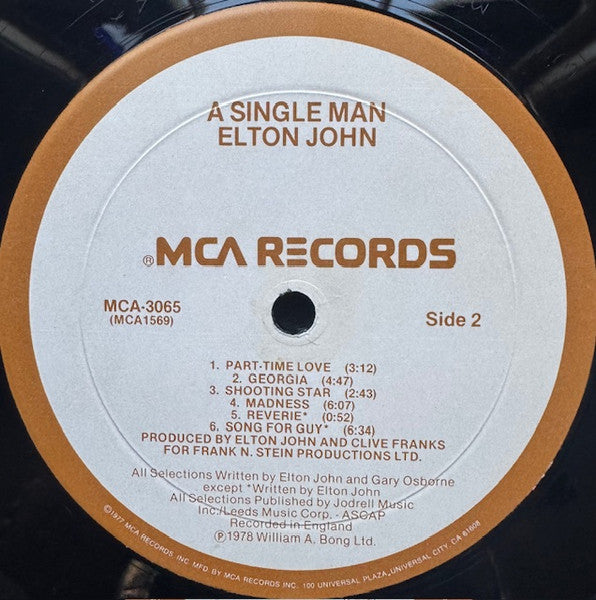 A SINGLE MAN
ELTON JOHN
®MCA RECORDS
MCA-3065
(MCA1569)
Side 2
1. PART-TIME LOVE (3:12)
2. GEORGIA (4:47)
3. SHOOTING STAR (2:43)
4. MADNESS (6:07)
5. REVERIE* (0:52)
6. SONG FOR GUY* (6:34)
PRODUCED BY ELTON JOHN AND CLIVE FRANKS
FOR FRANK N. STEIN PRODUCTIONS LTD.
All Selections Written by Elton John and Gary Osborne
except *Written by Elton John
All Selections Published by Jodrell Music
Inc./Leeds Music Corp. - ASCAP
Recorded in England
℗1978 William A. Bong Ltd.
©1977 MCA RECORDS INC. MFG. BY MCA RECORDS INC. 100 UNIVERSAL PLAZA, UNIVERSAL CITY, CA 91608